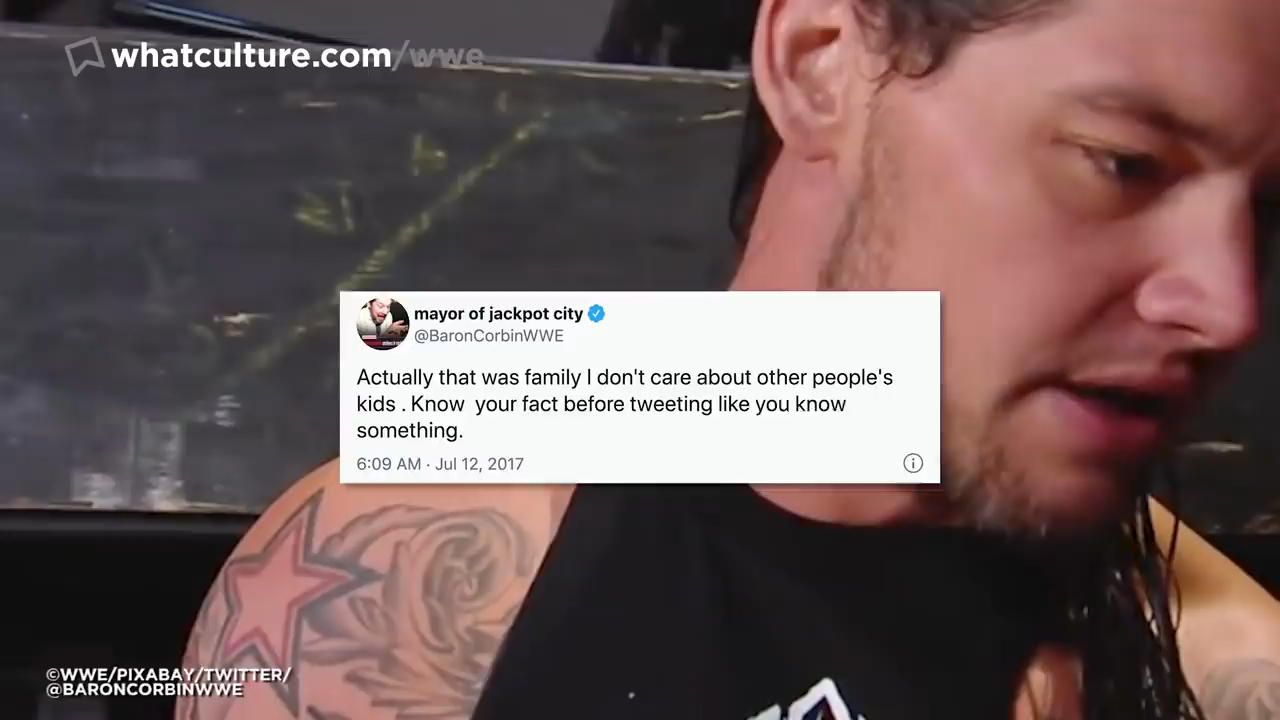 whatculture.com/wwe
mayor of jackpot city
@BaronCorbinWWE
Actually that was family I don't care about other people's
kids . Know  your fact before tweeting like you know
something.
6:09 AM · Jul 12, 2017
©WWE/PIXABAY/TWITTER/
@BARONCORBINWWE